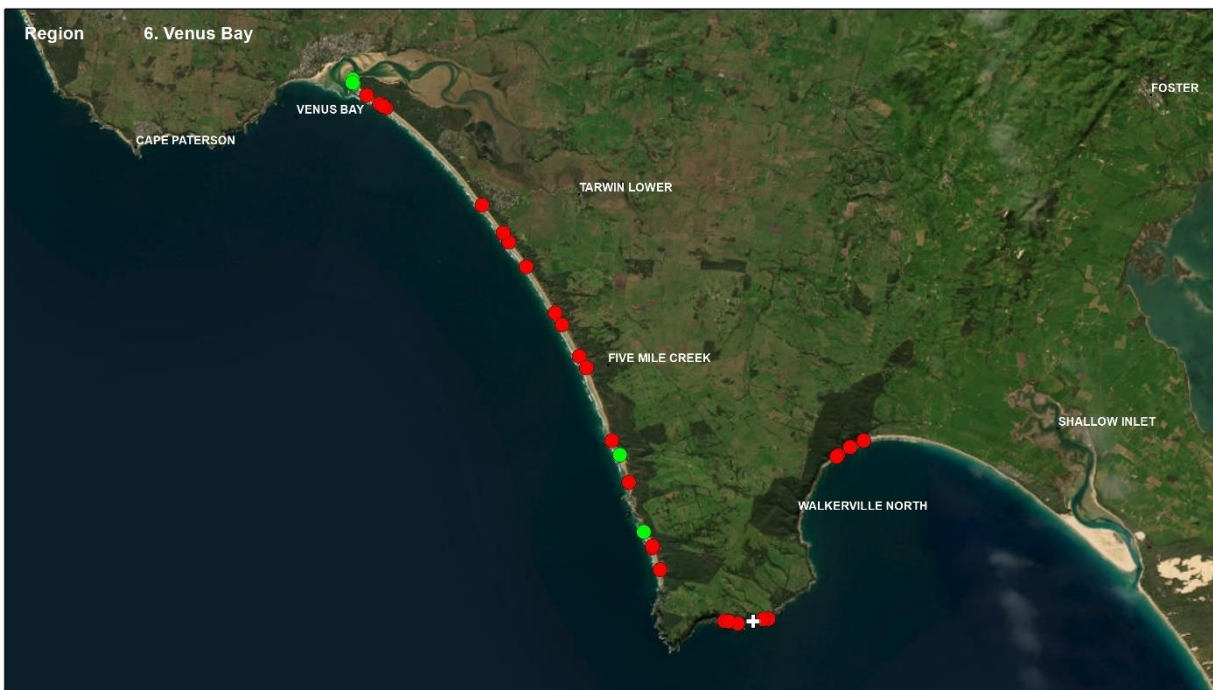 Region 6. Venus Bay
FOSTER
VENUS BAY
CAPE PATERSON
TARWIN LOWER
FIVE MILE CREEK
SHALLOW INLET
WALKERVILLE NORTH